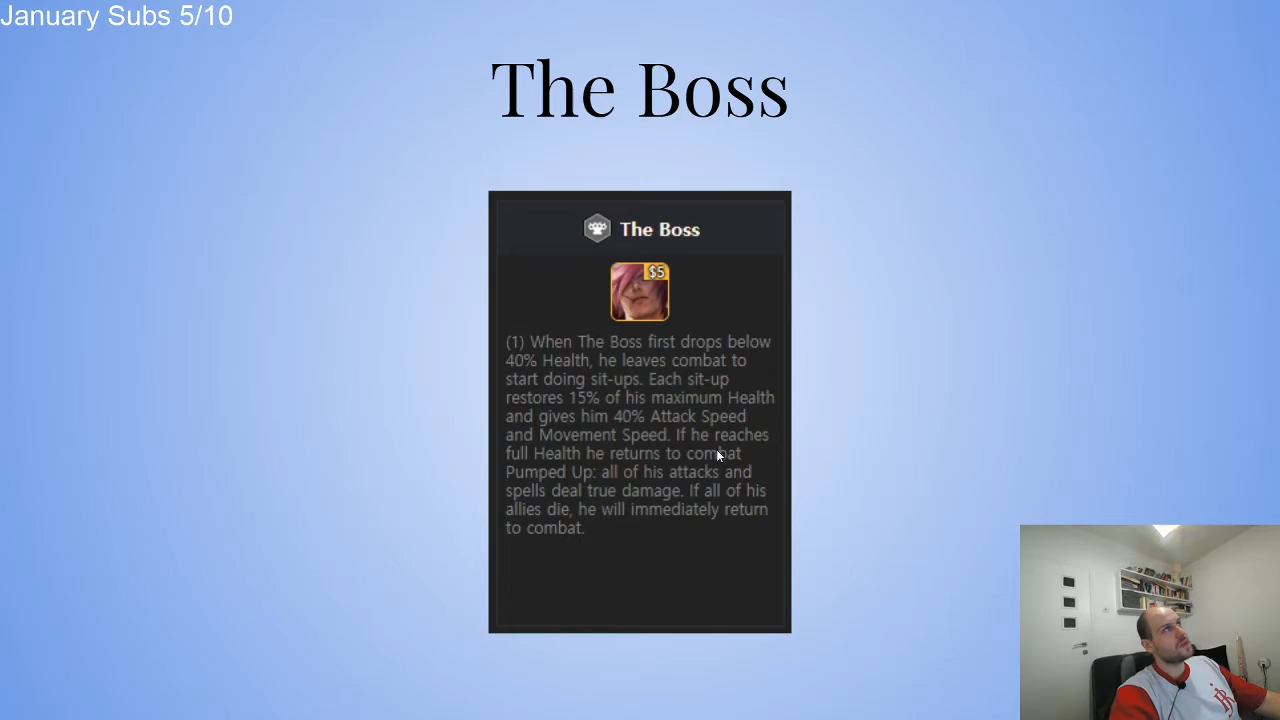 January Subs 5/10
The Boss
The Boss
$5
(1) When The Boss first drops below
40% Health, he leaves combat to
start doing sit-ups. Each sit-up
restores 15% of his maximum Health
and gives him 40% Attack Speed
and Movement Speed. If he reaches
full Health he returns to combat
Pumped Up: all of his attacks and
spells deal true damage. If all of his
allies die, he will immediately return
to combat.